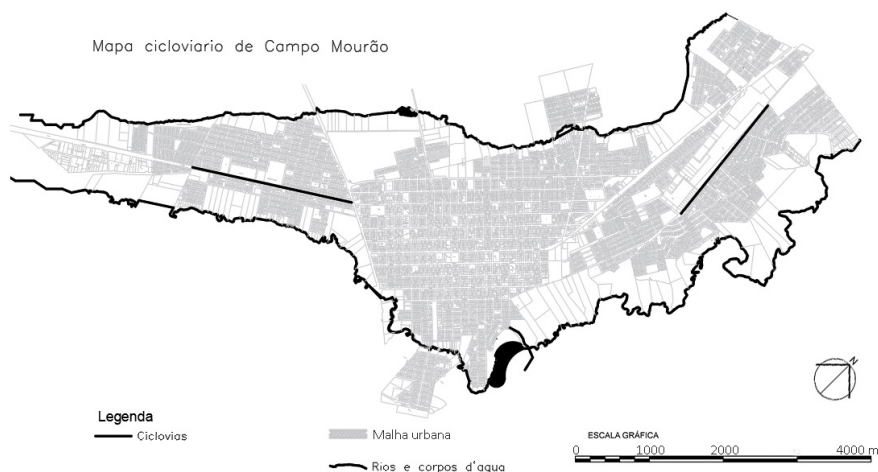 Mapa cicloviario de Campo Mourão
N
Legenda
Ciclovias
Malha urbana
Rios e corpos d'agua
ESCALA GRÁFICA
0 1000 2000 4000 m